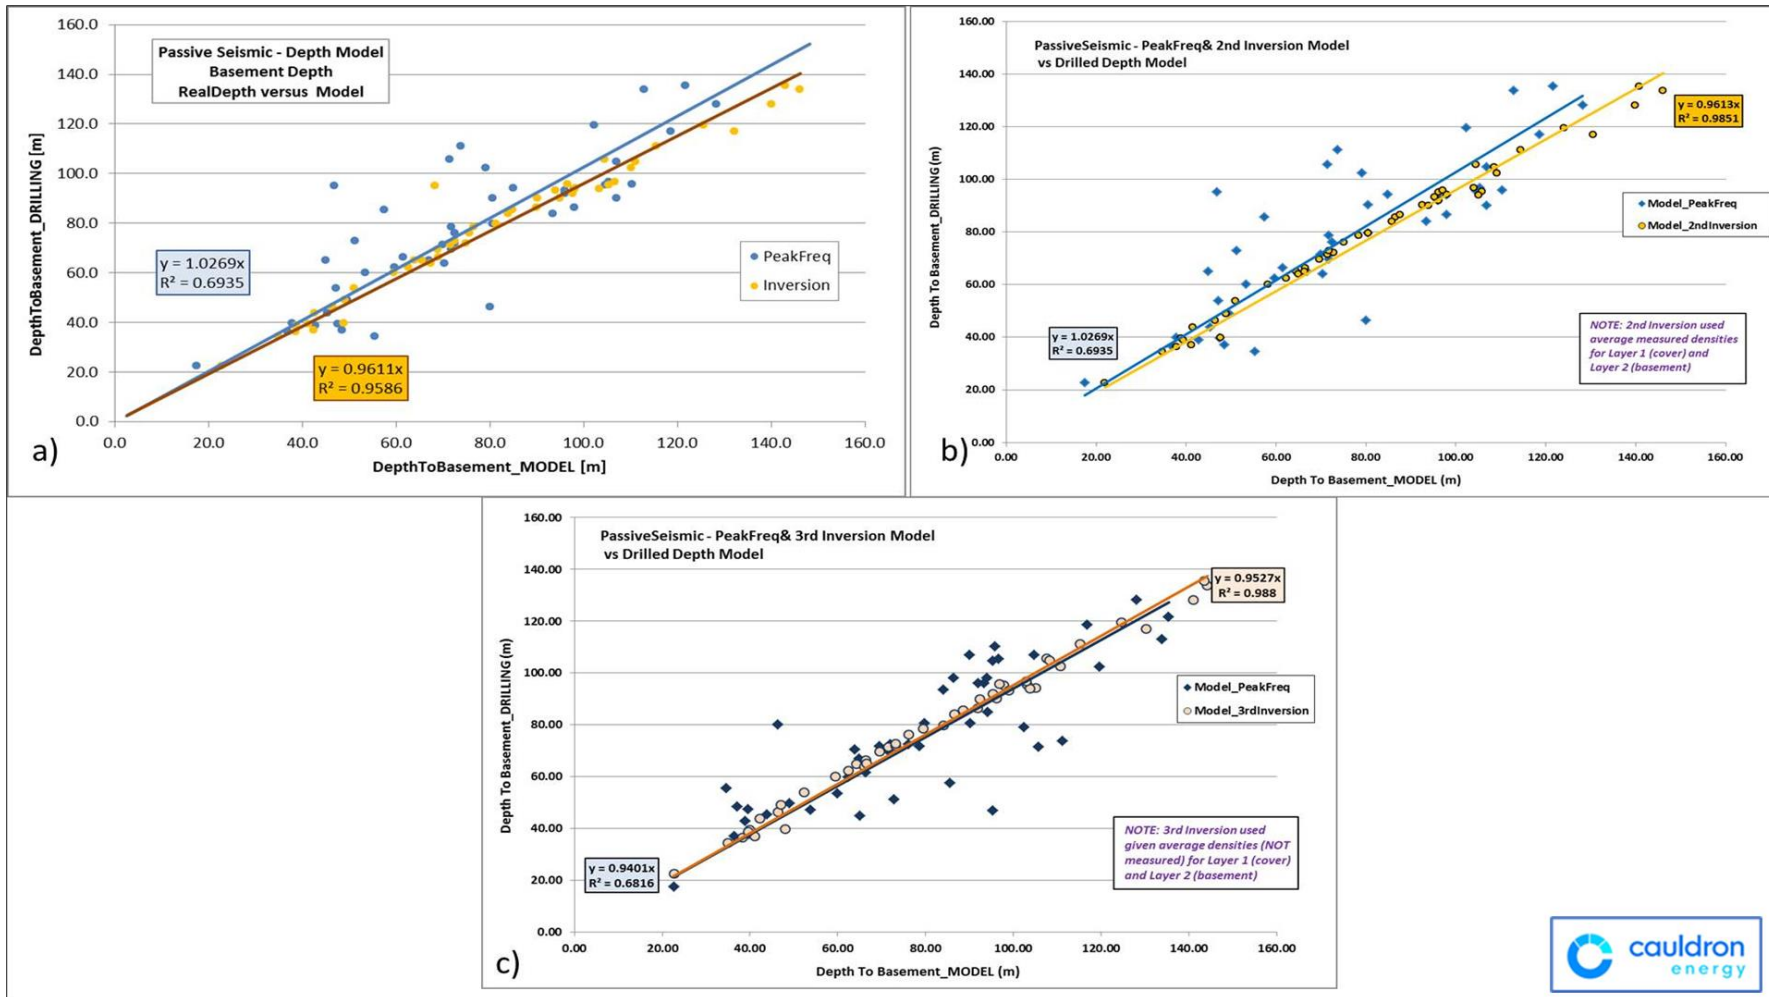 Passive Seismic - Depth Model
Basement Depth
RealDepth versus Model
DepthToBasement_DRILLING [m]
160.0
140.0
120.0
100.0
80.0
60.0
40.0
20.0
0.0
y = 1.0269x
R² = 0.6935
y = 0.9611x
R² = 0.9586
PeakFreq
Inversion
0.0 20.0 40.0 60.0 80.0 100.0 120.0 140.0 160.0
DepthToBasement_MODEL [m]
a)
PassiveSeismic - PeakFreq& 2nd Inversion Model
vs Drilled Depth Model
Depth To Basement_DRILLING (m)
160.00
140.00
120.00
100.00
80.00
60.00
40.00
20.00
0.00
y = 0.9613x
R² = 0.9851
Model_PeakFreq
Model_2ndInversion
y = 1.0269x
R² = 0.6935
NOTE: 2nd Inversion used
average measured densities
for Layer 1 (cover) and
Layer 2 (basement)
0.00 20.00 40.00 60.00 80.00 100.00 120.00 140.00 160.00
Depth To Basement_MODEL (m)
b)
PassiveSeismic - PeakFreq& 3rd Inversion Model
vs Drilled Depth Model
Depth To Basement_DRILLING (m)
160.00
140.00
120.00
100.00
80.00
60.00
40.00
20.00
0.00
y = 0.9527x
R² = 0.988
Model_PeakFreq
Model_3rdInversion
NOTE: 3rd Inversion used
given average densities (NOT
measured) for Layer 1 (cover)
and Layer 2 (basement)
y = 0.9401x
R² = 0.6816
0.00 20.00 40.00 60.00 80.00 100.00 120.00 140.00 160.00
Depth To Basement_MODEL (m)
c)
cauldron
energy